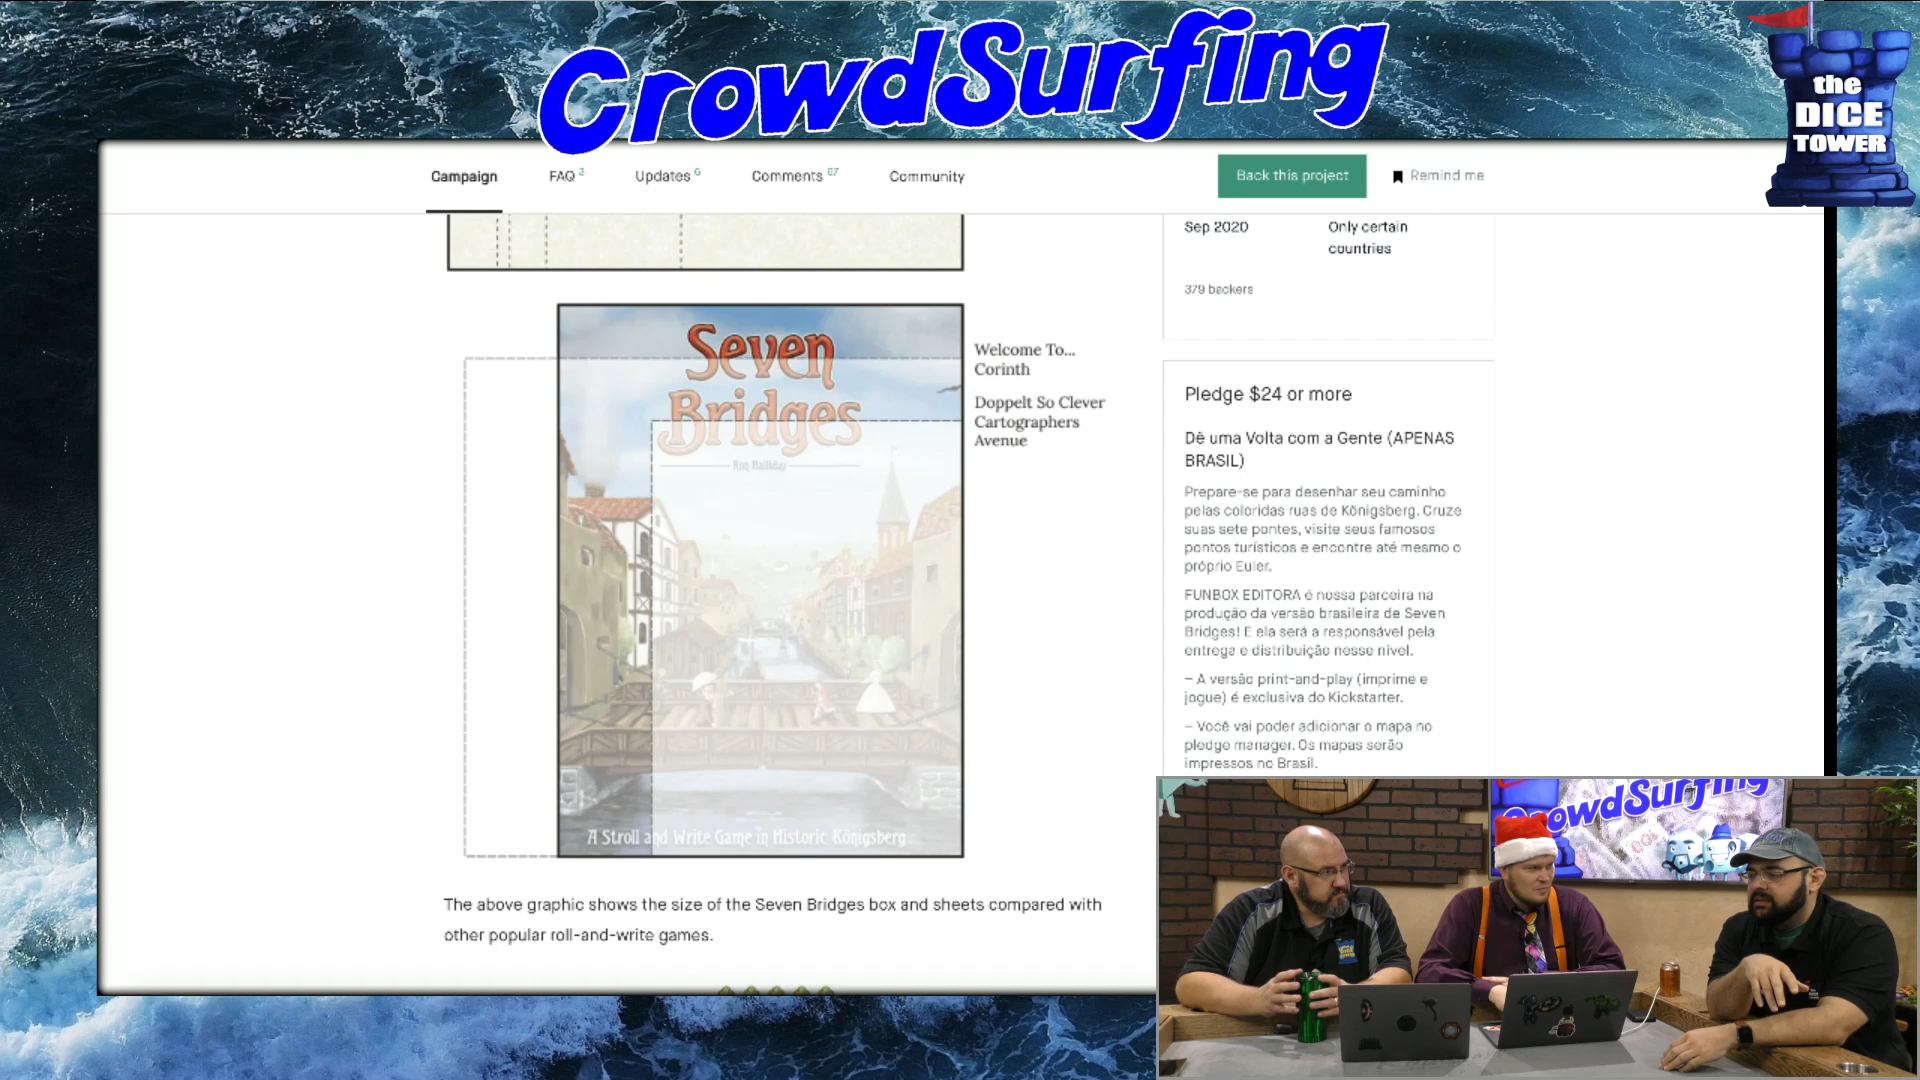 CrowdSurfing
the
DICE
TOWER
Campaign
FAQ 3
Updates 6
Comments 67
Community
Back this project
Remind me
Sep 2020
Only certain
countries
379 backers
Seven
Bridges
Ron Halliday
A Stroll and Write Game in Historic Königsberg
Welcome To...
Corinth
Doppelt So Clever
Cartographers
Avenue
The above graphic shows the size of the Seven Bridges box and sheets compared with
other popular roll-and-write games.
Pledge $24 or more
Dê uma Volta com a Gente (APENAS
BRASIL)
Prepare-se para desenhar seu caminho
pelas coloridas ruas de Königsberg. Cruze
suas sete pontes, visite seus famosos
pontos turísticos e encontre até mesmo o
próprio Euler.
FUNBOX EDITORA é nossa parceira na
produção da versão brasileira de Seven
Bridges! E ela será a responsável pela
entrega e distribuição nesse nível.
– A versão print-and-play (imprime e
jogue) é exclusiva do Kickstarter.
– Você vai poder adicionar o mapa no
pledge manager. Os mapas serão
impressos no Brasil.
CrowdSurfing